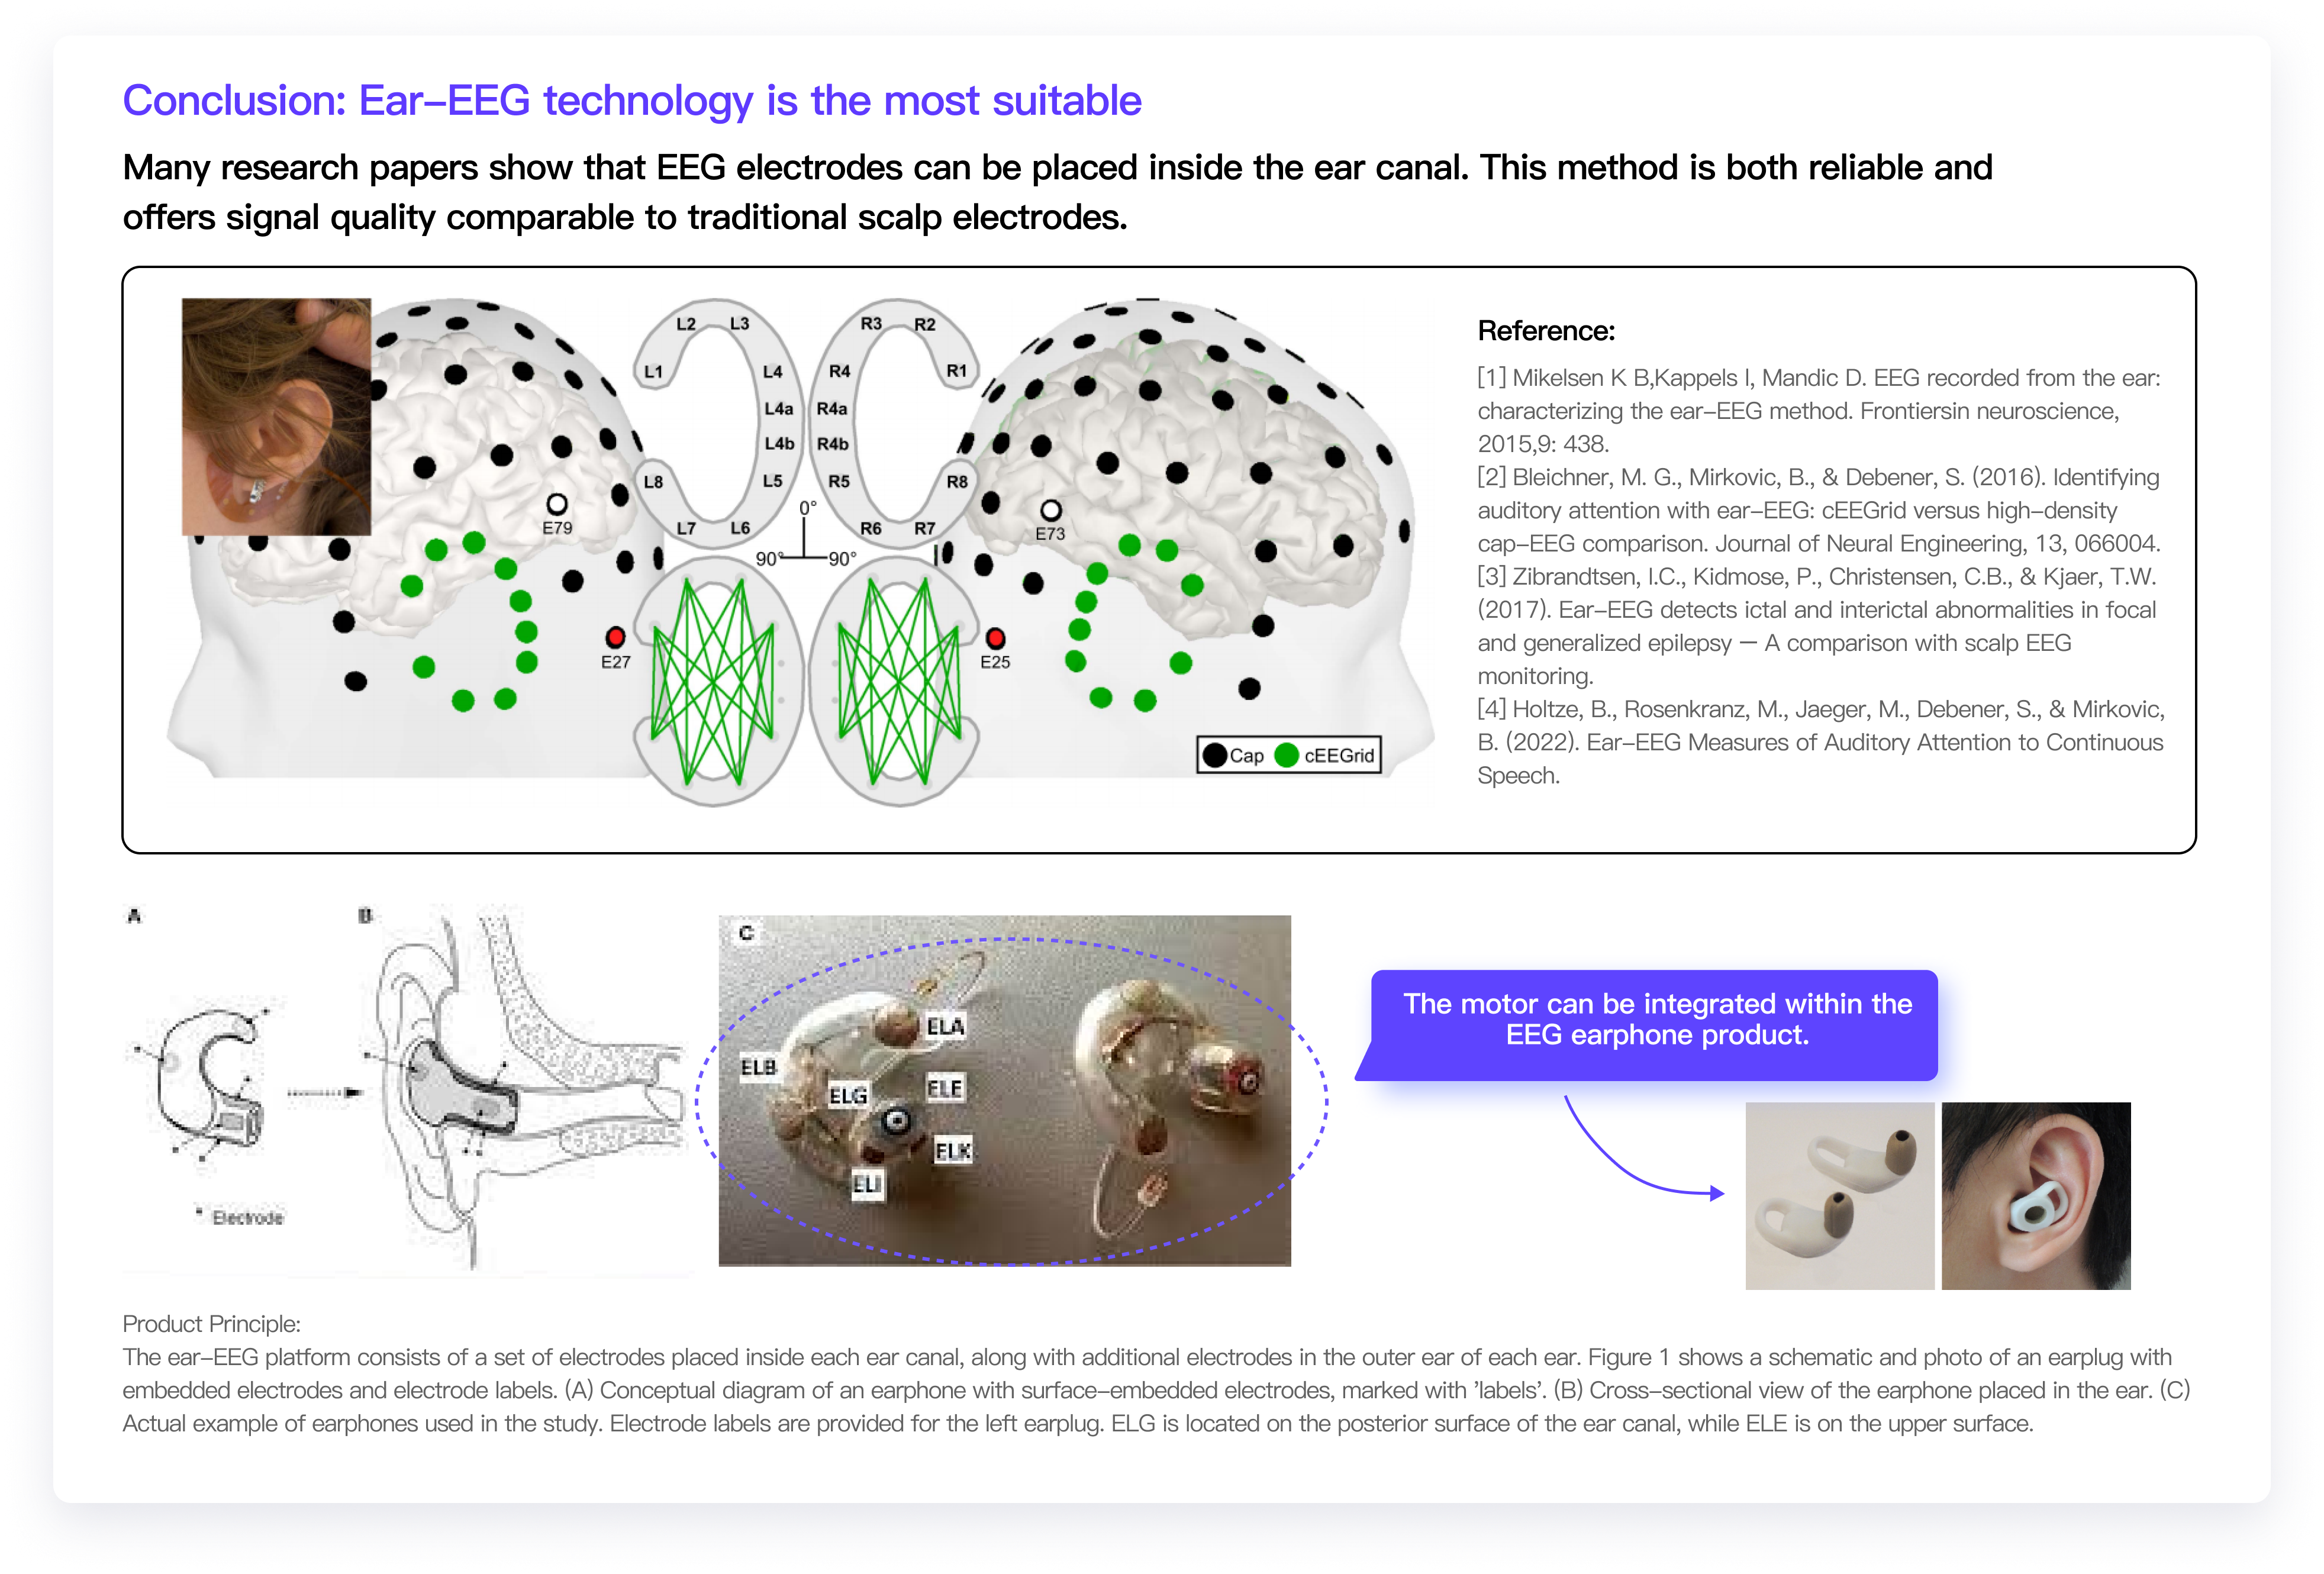 Conclusion: Ear–EEG technology is the most suitable
Many research papers show that EEG electrodes can be placed inside the ear canal. This method is both reliable and
offers signal quality comparable to traditional scalp electrodes.
L2 L3
L1 L4
L4a
L4b
L8 L5
L7 L6
R3 R2
R4 R1
R4a
R4b
R5 R8
R6 R7
0°
90° 90°
E79
E73
E27
E25
Cap cEEGrid
Reference:
[1] Mikelsen K B,Kappels I, Mandic D. EEG recorded from the ear:
characterizing the ear–EEG method. Frontiersin neuroscience,
2015,9: 438.
[2] Bleichner, M. G., Mirkovic, B., & Debener, S. (2016). Identifying
auditory attention with ear–EEG: cEEGrid versus high–density
cap–EEG comparison. Journal of Neural Engineering, 13, 066004.
[3] Zibrandtsen, I.C., Kidmose, P., Christensen, C.B., & Kjaer, T.W.
(2017). Ear–EEG detects ictal and interictal abnormalities in focal
and generalized epilepsy — A comparison with scalp EEG
monitoring.
[4] Holtze, B., Rosenkranz, M., Jaeger, M., Debener, S., & Mirkovic,
B. (2022). Ear–EEG Measures of Auditory Attention to Continuous
Speech.
A
B
* Electrode
C
ELA
ELB
ELG
ELE
ELK
ELI
The motor can be integrated within the
EEG earphone product.
Product Principle:
The ear–EEG platform consists of a set of electrodes placed inside each ear canal, along with additional electrodes in the outer ear of each ear. Figure 1 shows a schematic and photo of an earplug with
embedded electrodes and electrode labels. (A) Conceptual diagram of an earphone with surface–embedded electrodes, marked with 'labels'. (B) Cross–sectional view of the earphone placed in the ear. (C)
Actual example of earphones used in the study. Electrode labels are provided for the left earplug. ELG is located on the posterior surface of the ear canal, while ELE is on the upper surface.